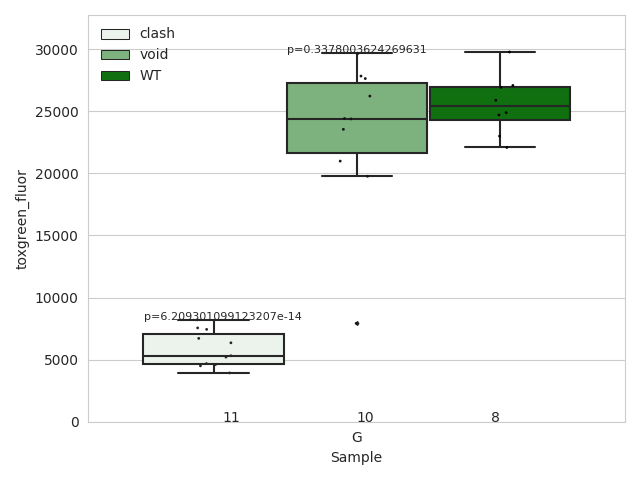 clash
void
WT
p=0.3378003624269631
p=6.209301099123207e-14
30000
25000
20000
15000
10000
5000
0
toxgreen_fluor
11 10 8
G
Sample